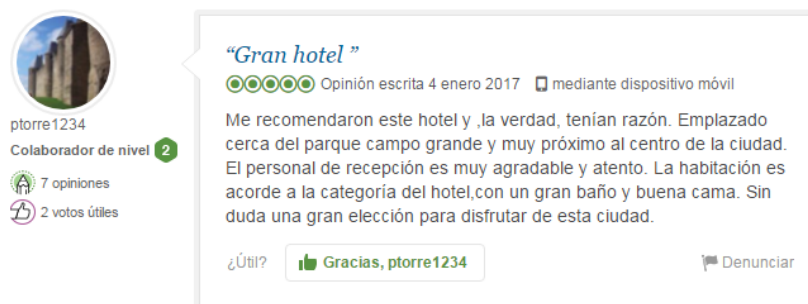 ptorre1234
Colaborador de nivel 2
7 opiniones
2 votos útiles
“Gran hotel ”
Opinión escrita 4 enero 2017 mediante dispositivo móvil
Me recomendaron este hotel y ,la verdad, tenían razón. Emplazado
cerca del parque campo grande y muy próximo al centro de la ciudad.
El personal de recepción es muy agradable y atento. La habitación es
acorde a la categoría del hotel,con un gran baño y buena cama. Sin
duda una gran elección para disfrutar de esta ciudad.
¿Útil? Gracias, ptorre1234 Denunciar